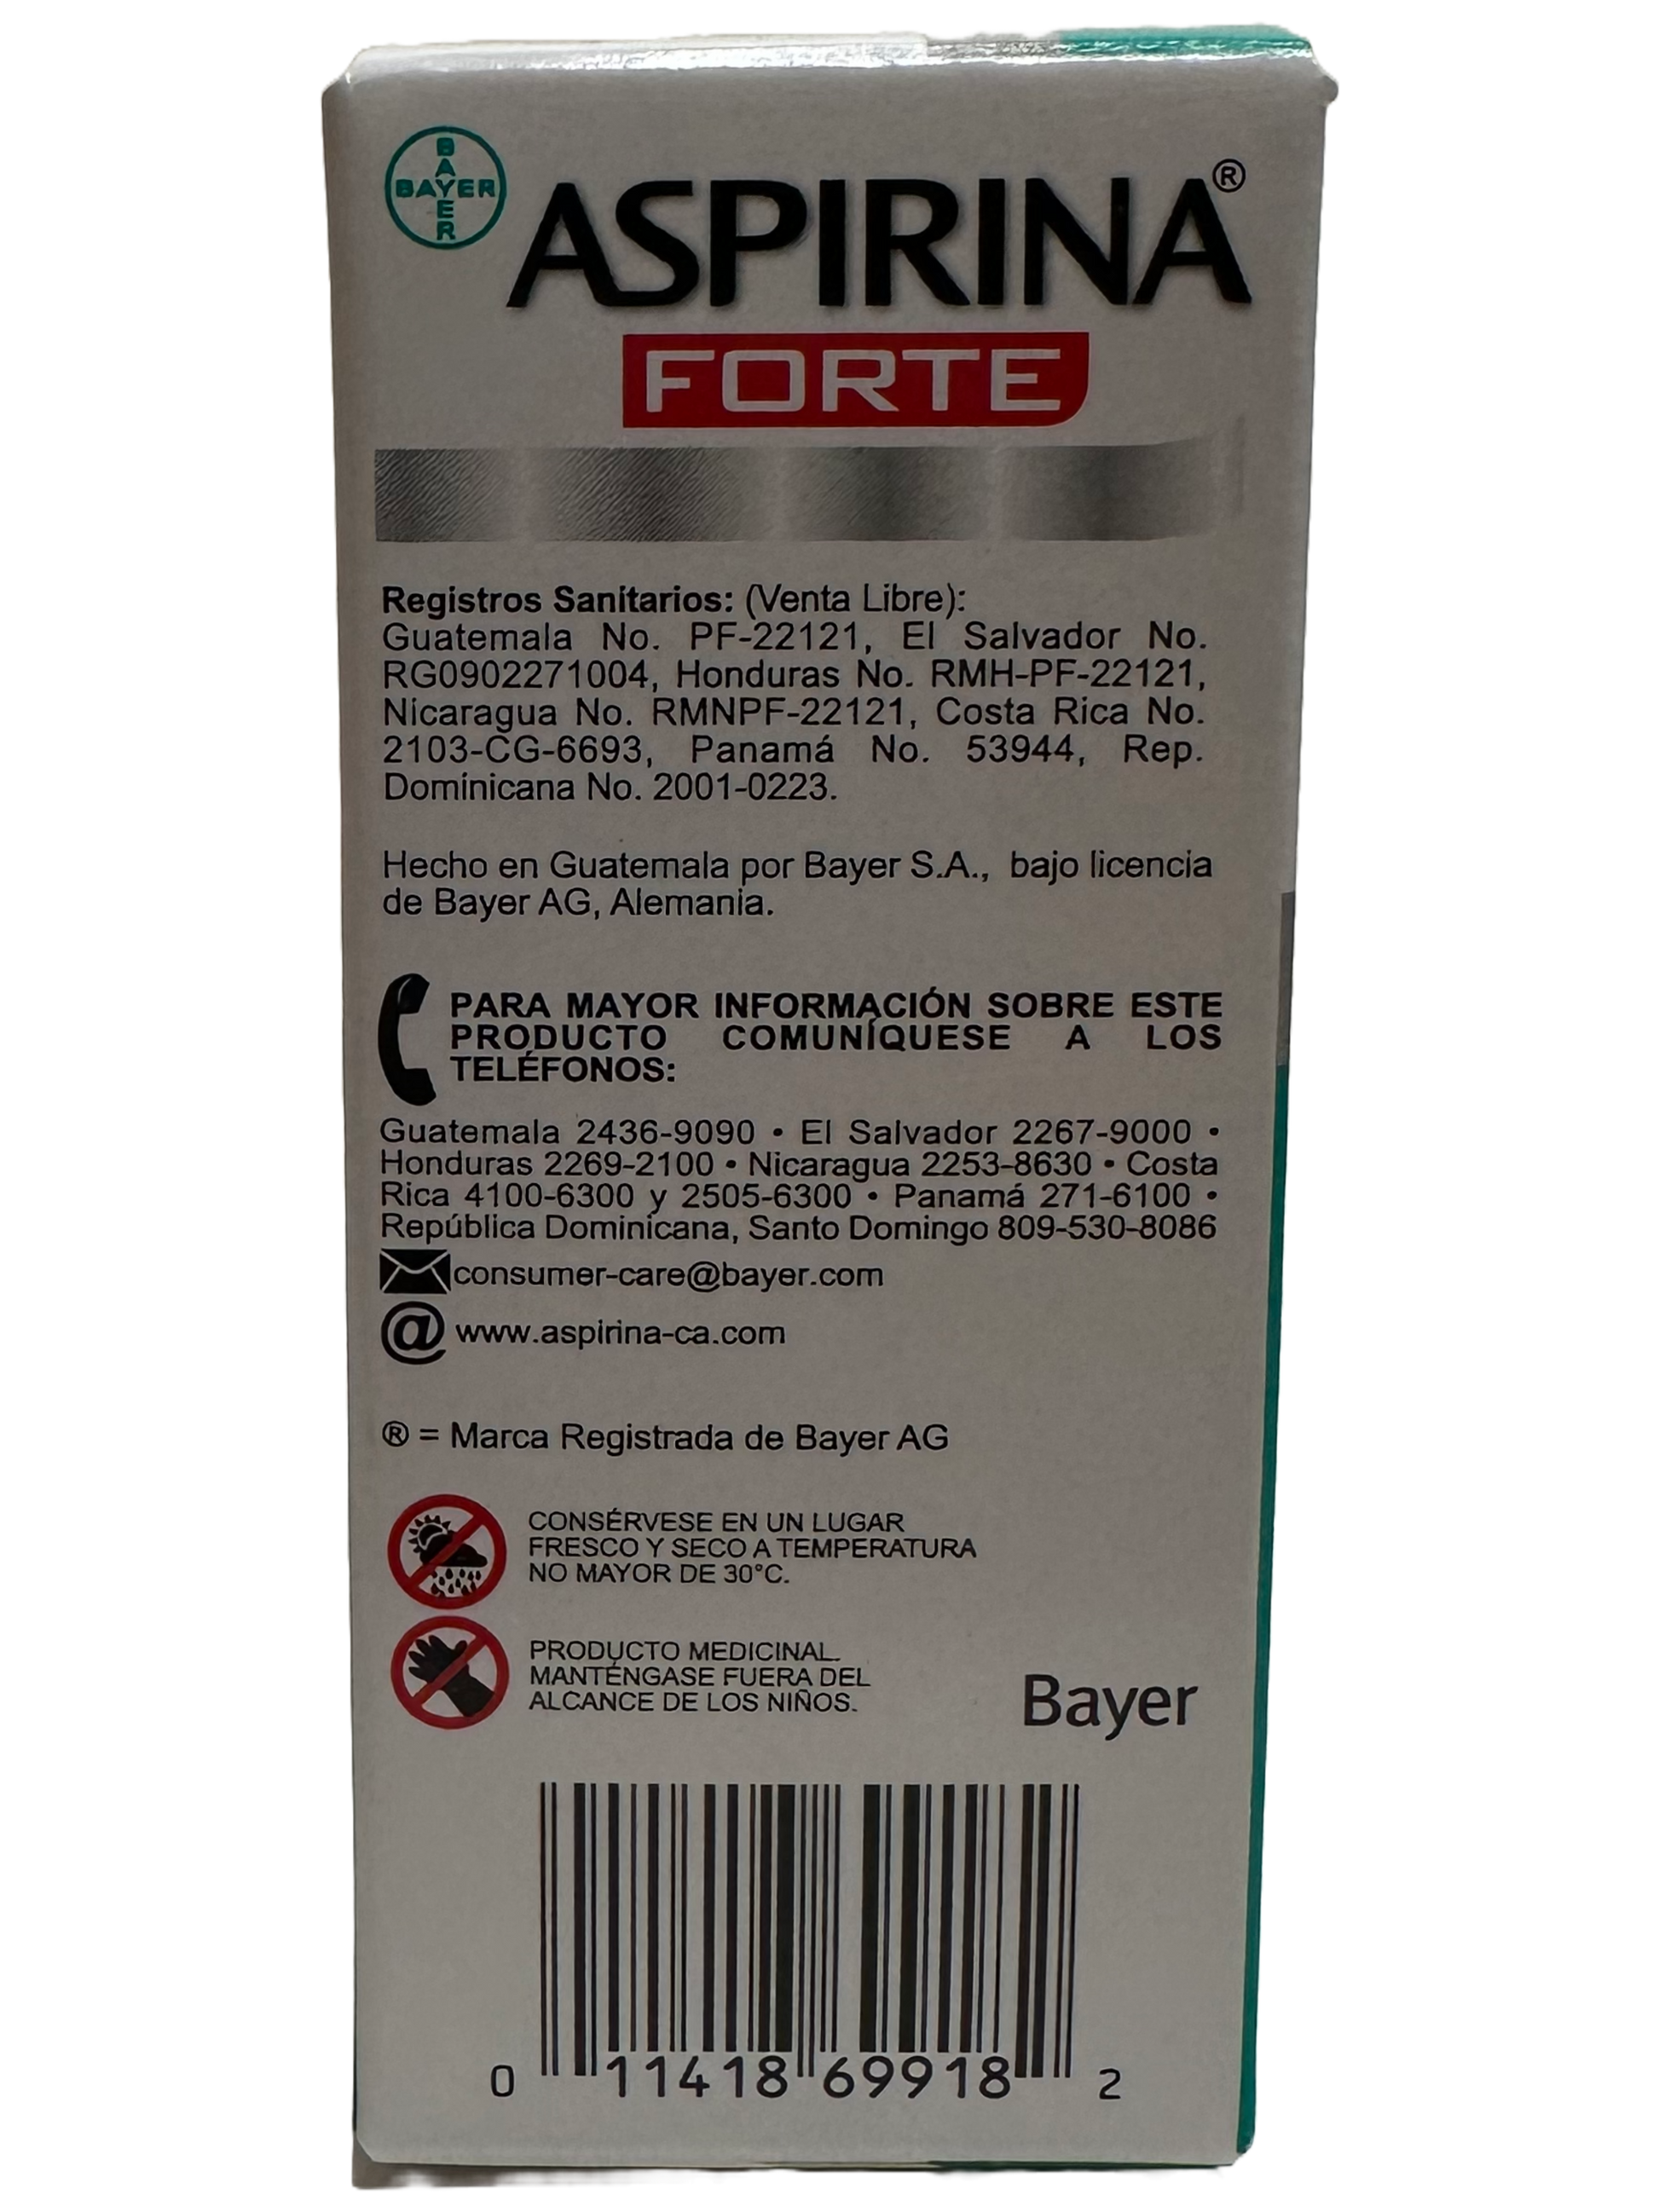 BAYER
BAYER
ASPIRINA®
FORTE
Registros Sanitarios: (Venta Libre):
Guatemala No. PF-22121, El Salvador No.
RG0902271004, Honduras No. RMH-PF-22121,
Nicaragua No. RMNPF-22121, Costa Rica No.
2103-CG-6693, Panamá No. 53944, Rep.
Dominicana No. 2001-0223.
Hecho en Guatemala por Bayer S.A., bajo licencia
de Bayer AG, Alemania.
PARA MAYOR INFORMACIÓN SOBRE ESTE
PRODUCTO COMUNÍQUESE A LOS
TELÉFONOS:
Guatemala 2436-9090 • El Salvador 2267-9000 •
Honduras 2269-2100 • Nicaragua 2253-8630 • Costa
Rica 4100-6300 y 2505-6300 • Panamá 271-6100 •
República Dominicana, Santo Domingo 809-530-8086
consumer-care@bayer.com
@ www.aspirina-ca.com
® = Marca Registrada de Bayer AG
CONSÉRVESE EN UN LUGAR
FRESCO Y SECO A TEMPERATURA
NO MAYOR DE 30°C.
PRODUCTO MEDICINAL.
MANTÉNGASE FUERA DEL
ALCANCE DE LOS NIÑOS.
Bayer
0 11418 69918 2